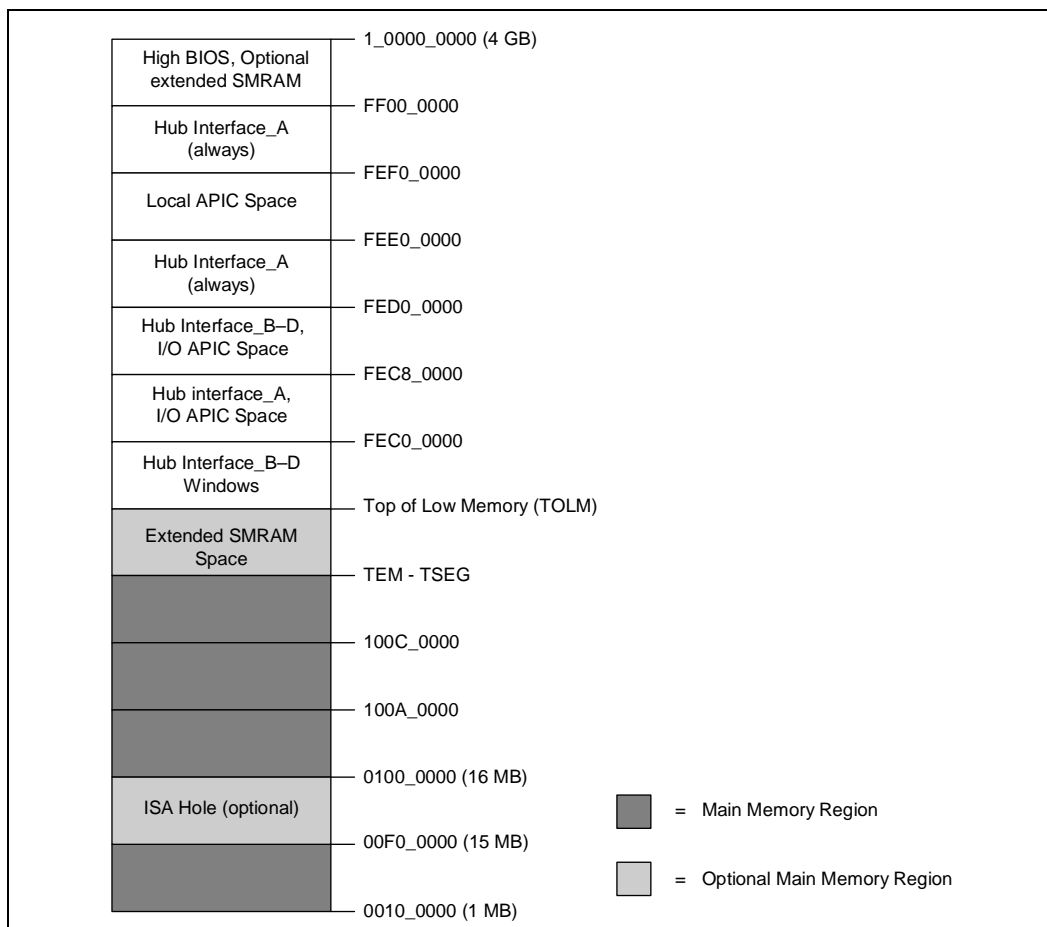 1_0000_0000 (4 GB)
High BIOS, Optional
extended SMRAM
FF00_0000
Hub Interface_A
(always)
FEF0_0000
Local APIC Space
FEE0_0000
Hub Interface_A
(always)
FED0_0000
Hub Interface_B–D,
I/O APIC Space
FEC8_0000
Hub interface_A,
I/O APIC Space
FEC0_0000
Hub Interface_B–D
Windows
Top of Low Memory (TOLM)
Extended SMRAM
Space
TEM - TSEG
100C_0000
100A_0000
0100_0000 (16 MB)
ISA Hole (optional)
00F0_0000 (15 MB)
0010_0000 (1 MB)
= Main Memory Region
= Optional Main Memory Region